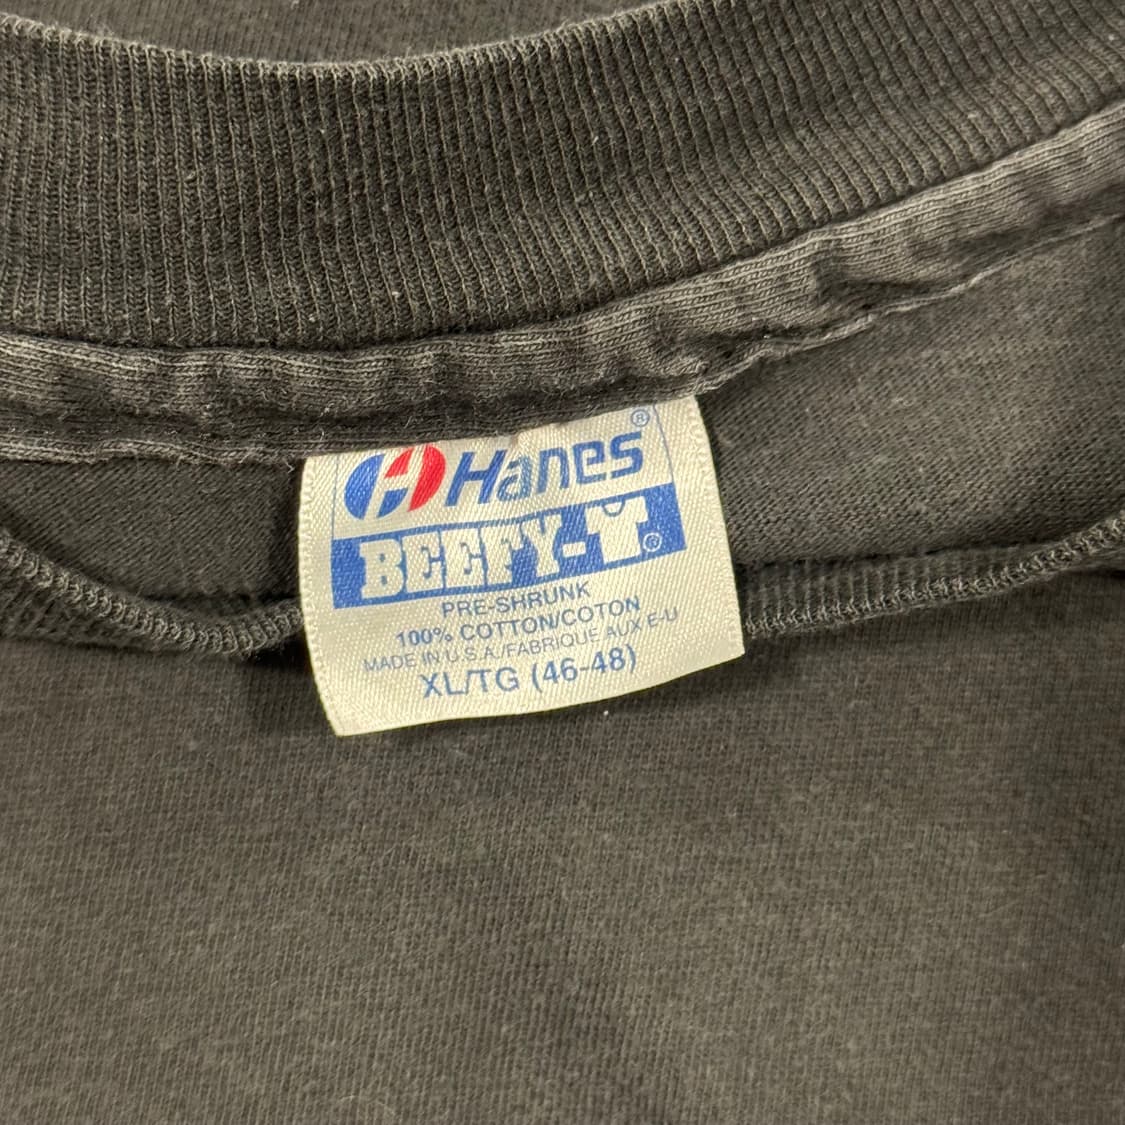 H Hanes®
BEEFY-T®
PRE-SHRUNK
100% COTTON/COTON
MADE IN U.S.A./FABRIQUE AUX E-U
XL/TG (46-48)